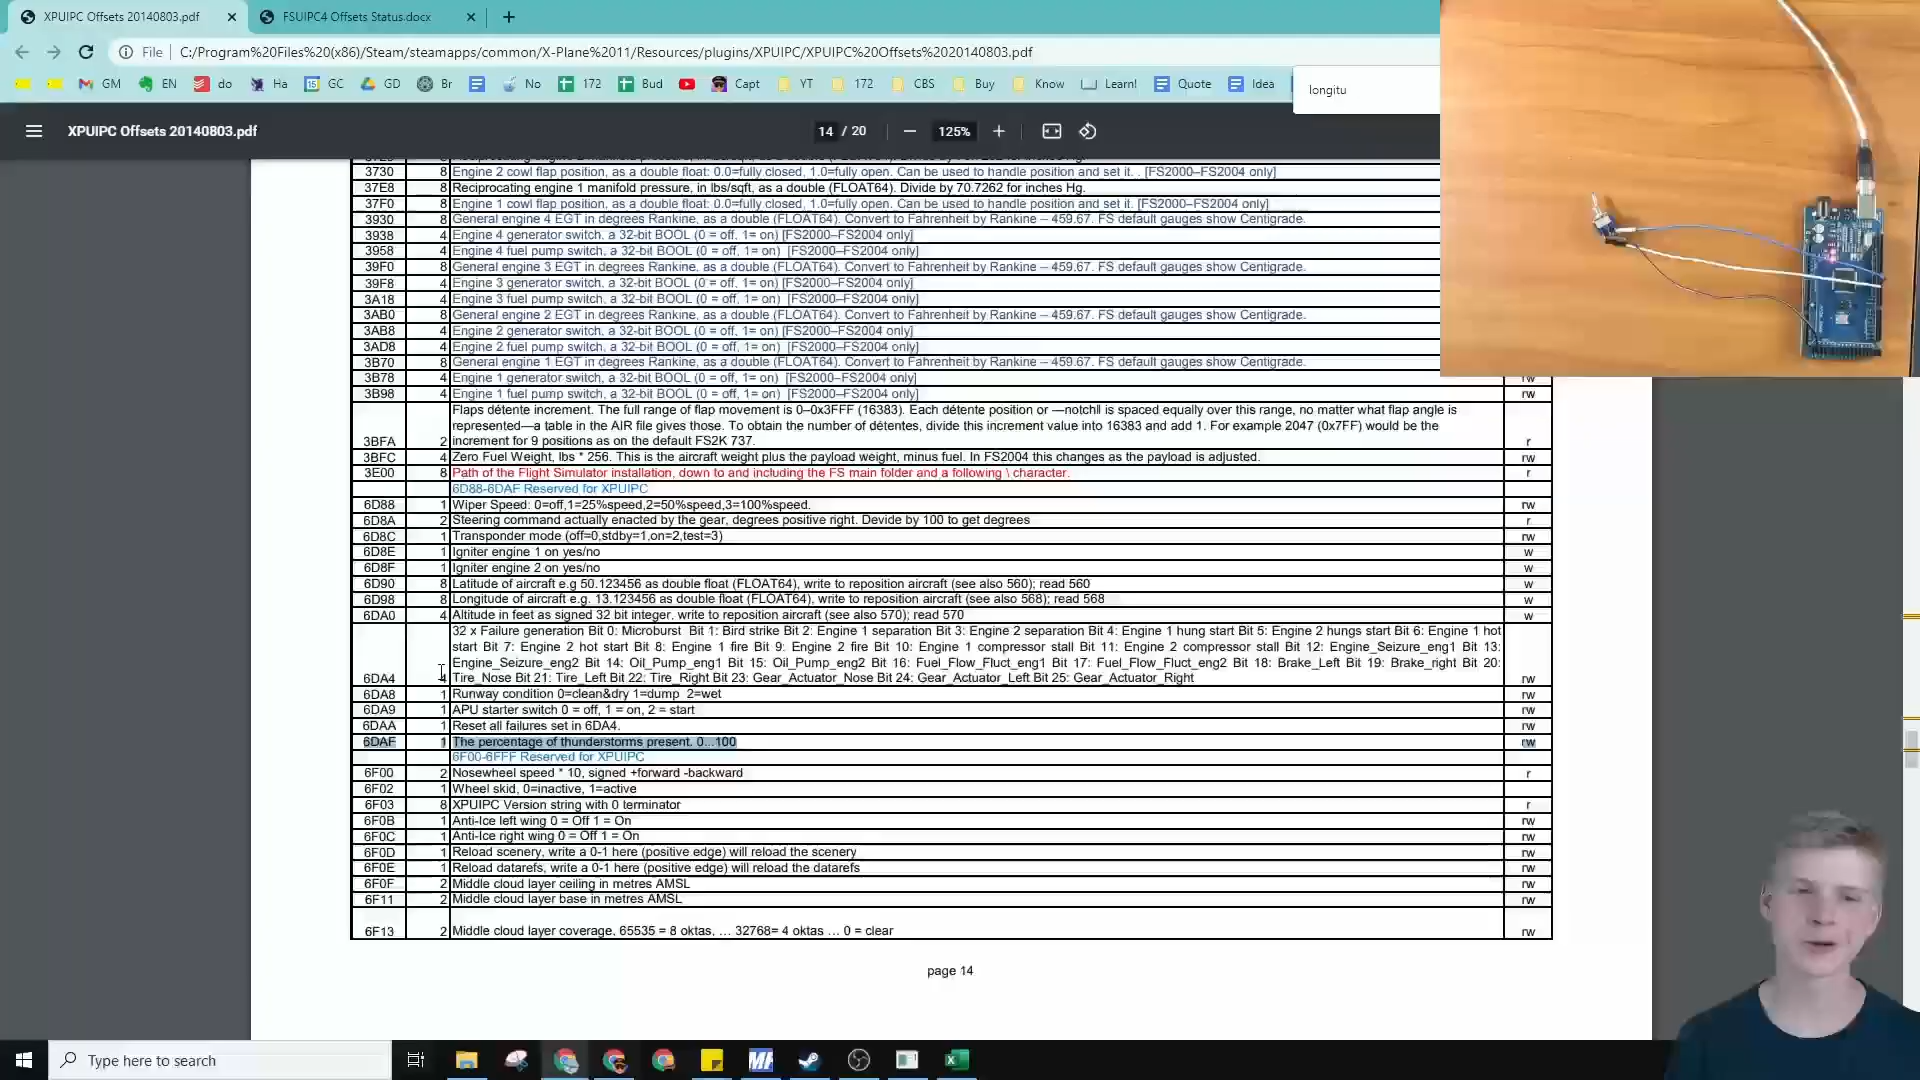 XPUIPC Offsets 20140803.pdf
FSUIPC4 Offsets Status.docx
File C:/Program%20Files%20(x86)/Steam/steamapps/common/X-Plane%2011/Resources/plugins/XPUIPC/XPUIPC%20Offsets%2020140803.pdf
GM EN do Ha GC GD Br No 172 Bud Capt YT 172 CBS Buy Know Learn! Quote Idea
longitu
XPUIPC Offsets 20140803.pdf
14 / 20
125%
3730 8 Engine 2 cowl flap position, as a double float: 0.0=fully closed, 1.0=fully open. Can be used to handle position and set it. . [FS2000–FS2004 only]
37E8 8 Reciprocating engine 1 manifold pressure, in lbs/sqft, as a double (FLOAT64). Divide by 70.7262 for inches Hg.
37F0 8 Engine 1 cowl flap position, as a double float: 0.0=fully closed, 1.0=fully open. Can be used to handle position and set it. [FS2000–FS2004 only]
3930 8 General engine 4 EGT in degrees Rankine, as a double (FLOAT64). Convert to Fahrenheit by Rankine – 459.67. FS default gauges show Centigrade.
3938 4 Engine 4 generator switch, a 32-bit BOOL (0 = off, 1= on) [FS2000–FS2004 only]
3958 4 Engine 4 fuel pump switch, a 32-bit BOOL (0 = off, 1= on) [FS2000–FS2004 only]
39F0 8 General engine 3 EGT in degrees Rankine, as a double (FLOAT64). Convert to Fahrenheit by Rankine – 459.67. FS default gauges show Centigrade.
39F8 4 Engine 3 generator switch, a 32-bit BOOL (0 = off, 1= on) [FS2000–FS2004 only]
3A18 4 Engine 3 fuel pump switch, a 32-bit BOOL (0 = off, 1= on) [FS2000–FS2004 only]
3AB0 8 General engine 2 EGT in degrees Rankine, as a double (FLOAT64). Convert to Fahrenheit by Rankine – 459.67. FS default gauges show Centigrade.
3AB8 4 Engine 2 generator switch, a 32-bit BOOL (0 = off, 1= on) [FS2000–FS2004 only]
3AD8 4 Engine 2 fuel pump switch, a 32-bit BOOL (0 = off, 1= on) [FS2000–FS2004 only]
3B70 8 General engine 1 EGT in degrees Rankine, as a double (FLOAT64). Convert to Fahrenheit by Rankine – 459.67. FS default gauges show Centigrade.
3B78 4 Engine 1 generator switch, a 32-bit BOOL (0 = off, 1= on) [FS2000–FS2004 only] rw
3B98 4 Engine 1 fuel pump switch, a 32-bit BOOL (0 = off, 1= on) [FS2000–FS2004 only] rw
Flaps détente increment. The full range of flap movement is 0–0x3FFF (16383). Each détente position or ―notch‖ is spaced equally over this range, no matter what flap angle is
represented—a table in the AIR file gives those. To obtain the number of détentes, divide this increment value into 16383 and add 1. For example 2047 (0x7FF) would be the
3BFA 2 increment for 9 positions as on the default FS2K 737. r
3BFC 4 Zero Fuel Weight, lbs * 256. This is the aircraft weight plus the payload weight, minus fuel. In FS2004 this changes as the payload is adjusted. rw
3E00 8 Path of the Flight Simulator installation, down to and including the FS main folder and a following \ character. r
6D88-6DAF Reserved for XPUIPC
6D88 1 Wiper Speed: 0=off,1=25%speed,2=50%speed,3=100%speed. rw
6D8A 2 Steering command actually enacted by the gear, degrees positive right. Devide by 100 to get degrees r
6D8C 1 Transponder mode (off=0,stdby=1,on=2,test=3) rw
6D8E 1 Igniter engine 1 on yes/no w
6D8F 1 Igniter engine 2 on yes/no w
6D90 8 Latitude of aircraft e.g 50.123456 as double float (FLOAT64), write to reposition aircraft (see also 560); read 560 w
6D98 8 Longitude of aircraft e.g. 13.123456 as double float (FLOAT64), write to reposition aircraft (see also 568); read 568 w
6DA0 4 Altitude in feet as signed 32 bit integer, write to reposition aircraft (see also 570); read 570 w
32 x Failure generation Bit 0: Microburst Bit 1: Bird strike Bit 2: Engine 1 separation Bit 3: Engine 2 separation Bit 4: Engine 1 hung start Bit 5: Engine 2 hungs start Bit 6: Engine 1 hot
start Bit 7: Engine 2 hot start Bit 8: Engine 1 fire Bit 9: Engine 2 fire Bit 10: Engine 1 compressor stall Bit 11: Engine 2 compressor stall Bit 12: Engine_Seizure_eng1 Bit 13:
Engine_Seizure_eng2 Bit 14: Oil_Pump_eng1 Bit 15: Oil_Pump_eng2 Bit 16: Fuel_Flow_Fluct_eng1 Bit 17: Fuel_Flow_Fluct_eng2 Bit 18: Brake_Left Bit 19: Brake_right Bit 20:
6DA4 4 Tire_Nose Bit 21: Tire_Left Bit 22: Tire_Right Bit 23: Gear_Actuator_Nose Bit 24: Gear_Actuator_Left Bit 25: Gear_Actuator_Right rw
6DA8 1 Runway condition 0=clean&dry 1=dump 2=wet rw
6DA9 1 APU starter switch 0 = off, 1 = on, 2 = start rw
6DAA 1 Reset all failures set in 6DA4. rw
6DAF 1 The percentage of thunderstorms present. 0...100 rw
6F00-6FFF Reserved for XPUIPC
6F00 2 Nosewheel speed * 10, signed +forward -backward r
6F02 1 Wheel skid, 0=inactive, 1=active
6F03 8 XPUIPC Version string with 0 terminator r
6F0B 1 Anti-Ice left wing 0 = Off 1 = On rw
6F0C 1 Anti-Ice right wing 0 = Off 1 = On rw
6F0D 1 Reload scenery, write a 0-1 here (positive edge) will reload the scenery rw
6F0E 1 Reload datarefs, write a 0-1 here (positive edge) will reload the datarefs rw
6F0F 2 Middle cloud layer ceiling in metres AMSL rw
6F11 2 Middle cloud layer base in metres AMSL rw
6F13 2 Middle cloud layer coverage, 65535 = 8 oktas, … 32768= 4 oktas … 0 = clear rw
page 14
Type here to search